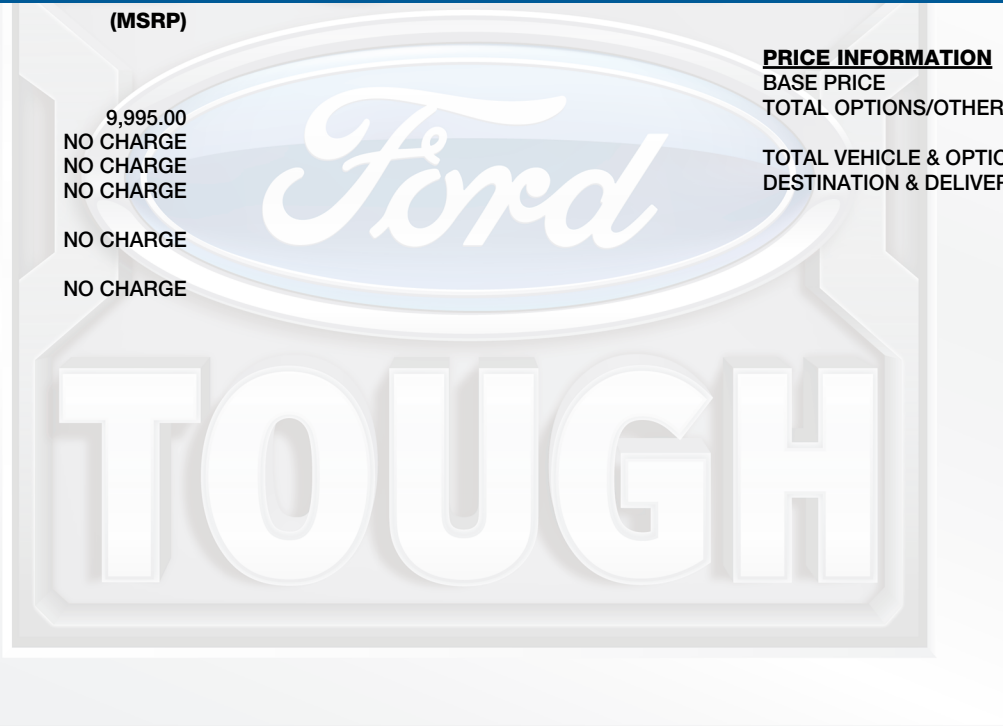 (MSRP)
9,995.00
NO CHARGE
NO CHARGE
NO CHARGE
NO CHARGE
NO CHARGE
PRICE INFORMATION
BASE PRICE
TOTAL OPTIONS/OTHER
TOTAL VEHICLE & OPTIO
DESTINATION & DELIVER
Ford
TOUGH